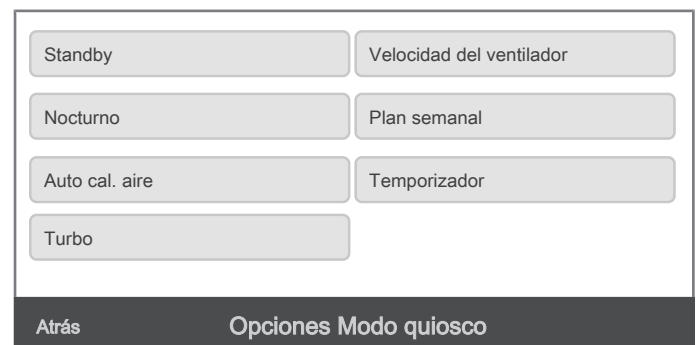 Standby
Velocidad del ventilador
Nocturno
Plan semanal
Auto cal. aire
Temporizador
Turbo
Atrás
Opciones Modo quiosco